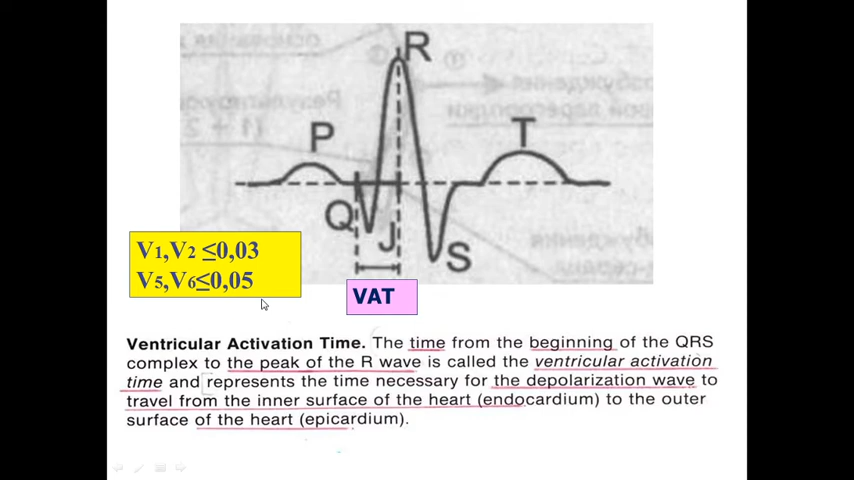 R
P
T
Q
J
S
V1,V2 ≤0,03
V5,V6≤0,05
VAT
Ventricular Activation Time. The time from the beginning of the QRS
complex to the peak of the R wave is called the ventricular activation
time and represents the time necessary for the depolarization wave to
travel from the inner surface of the heart (endocardium) to the outer
surface of the heart (epicardium).